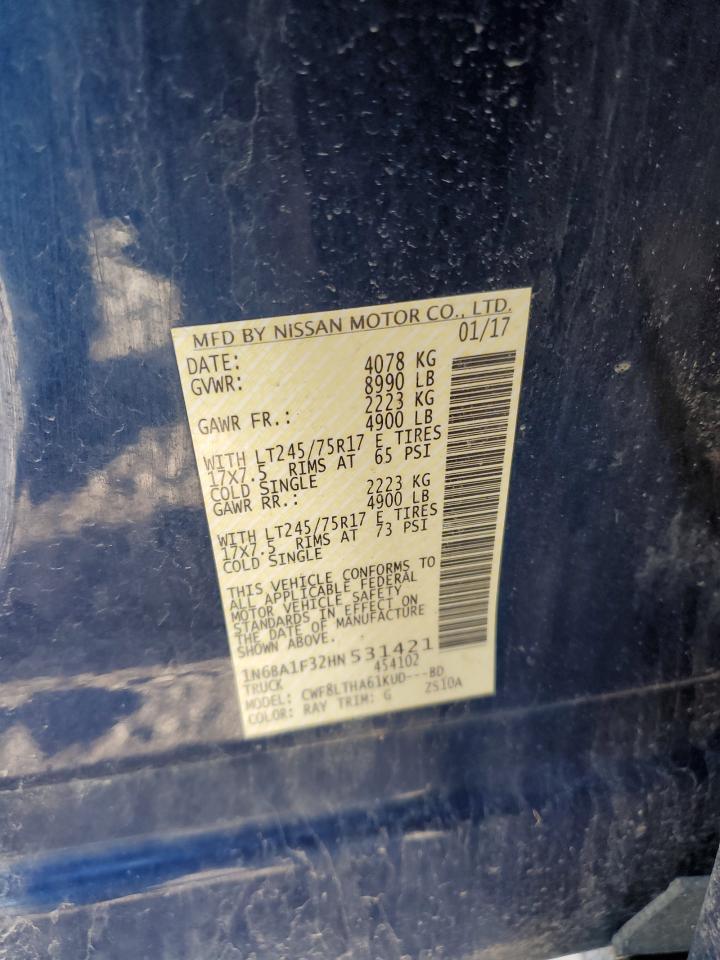 MFD BY NISSAN MOTOR CO., LTD.
DATE: 01/17
GVWR: 4078 KG
8990 LB
GAWR FR.: 2223 KG
4900 LB
WITH LT245/75R17 E TIRES
17X7.5 RIMS AT 65 PSI
COLD SINGLE
GAWR RR.: 2223 KG
4900 LB
WITH LT245/75R17 E TIRES
17X7.5 RIMS AT 73 PSI
COLD SINGLE
THIS VEHICLE CONFORMS TO
ALL APPLICABLE FEDERAL
MOTOR VEHICLE SAFETY
STANDARDS IN EFFECT ON
THE DATE OF MANUFACTURE
SHOWN ABOVE.
1N6BA1F32HN531421
TRUCK 454102
MODEL: CWF8LTHA61KUD---BD
COLOR: RAY TRIM: G ZS10A